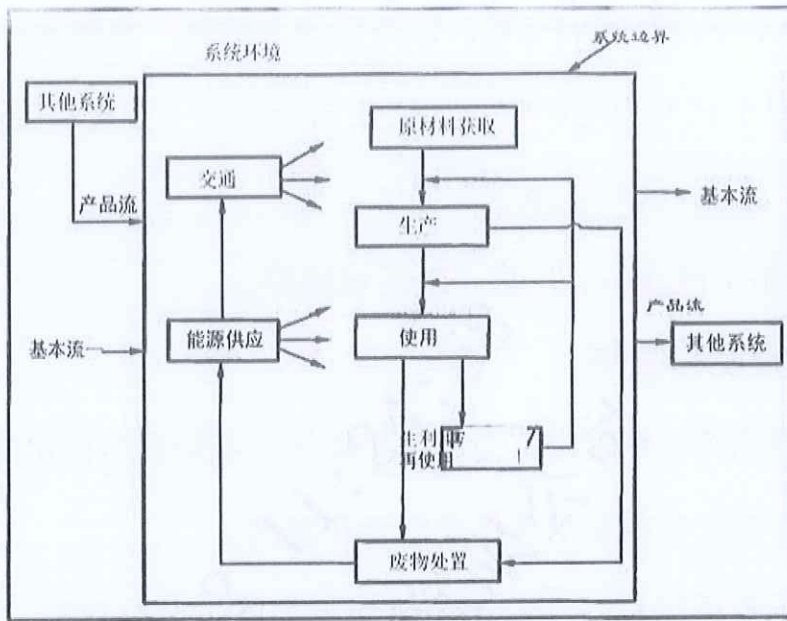 系统环境
系统边界
其他系统
原材料获取
交通
产品流
生产
基本流
产品流
能源供应
使用
基本流
其他系统
生利
再使用
废物处置